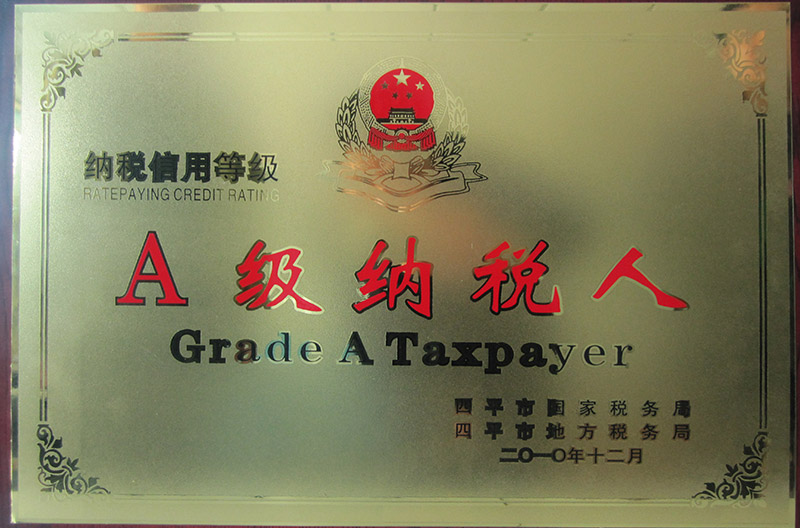 纳税信用等级
RATEPAYING CREDIT RATING
A级纳税人
Grade A Taxpayer
四平市国家税务局
四平市地方税务局
二〇一〇年十二月